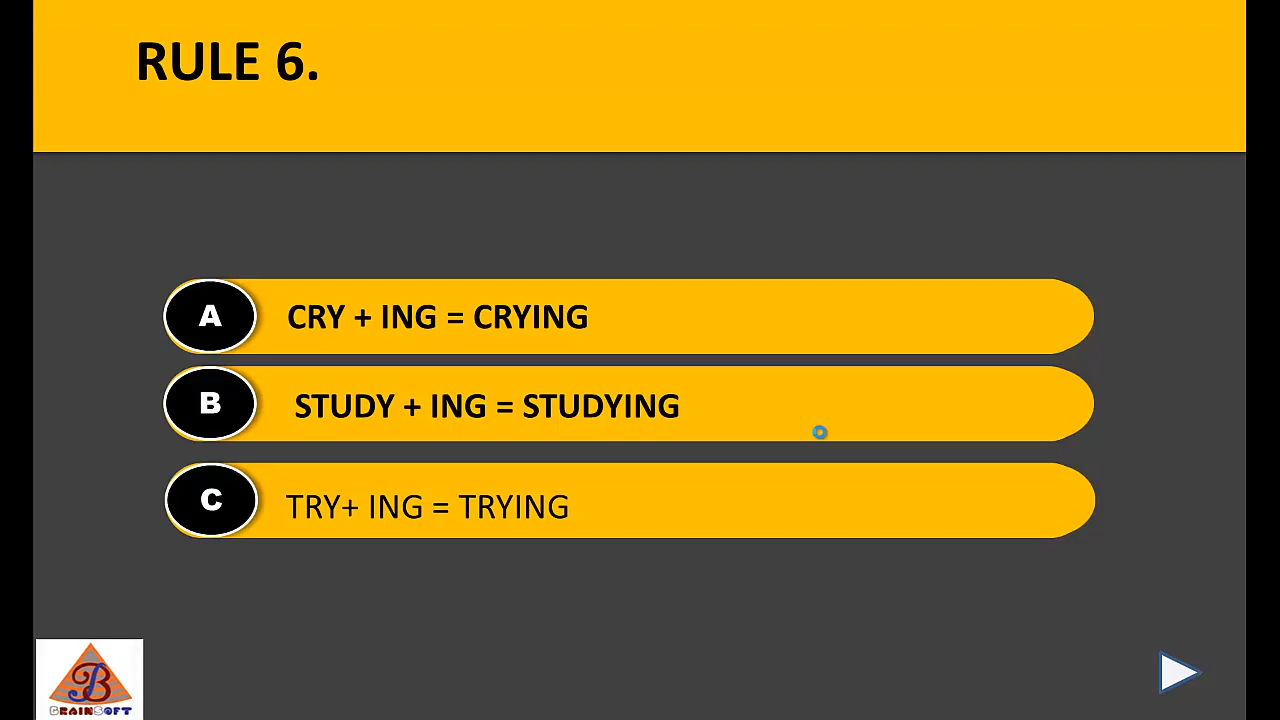 RULE 6.
A CRY + ING = CRYING
B STUDY + ING = STUDYING
C TRY+ ING = TRYING
B
BRAINSOFT